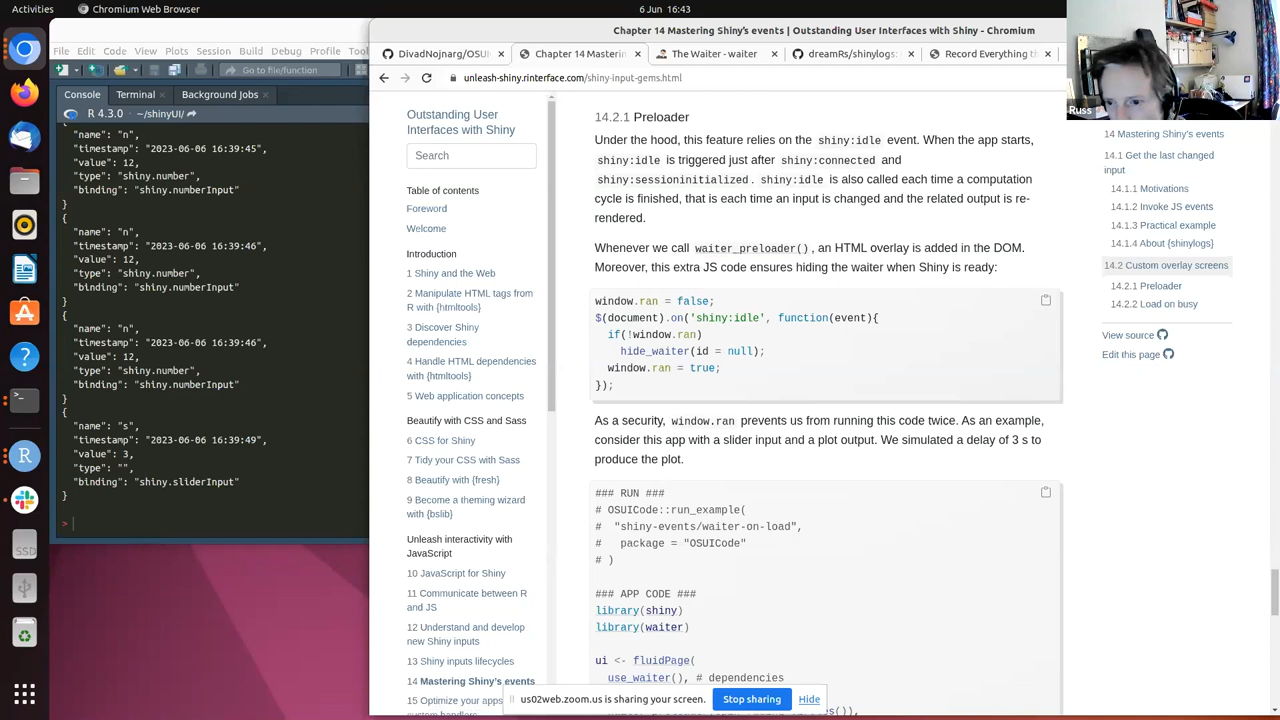 Activities
Chromium Web Browser
6 Jun 16:43
Chapter 14 Mastering Shiny's events | Outstanding User Interfaces with Shiny - Chromium
File Edit Code View Plots Session Build Debug Profile
Go to file/function
Console Terminal Background Jobs
R 4.3.0 · ~/shinyUI/
{
"name": "n",
"timestamp": "2023-06-06 16:39:45",
"value": 12,
"type": "shiny.number",
"binding": "shiny.numberInput"
}
{
"name": "n",
"timestamp": "2023-06-06 16:39:46",
"value": 12,
"type": "shiny.number",
"binding": "shiny.numberInput"
}
{
"name": "n",
"timestamp": "2023-06-06 16:39:46",
"value": 12,
"type": "shiny.number",
"binding": "shiny.numberInput"
}
{
"name": "s",
"timestamp": "2023-06-06 16:39:49",
"value": 3,
"type": "",
"binding": "shiny.sliderInput"
}
>
DivadNojnarg/OSUI
Chapter 14 Masterin
The Waiter - waiter
dreamRs/shinylogs:
Record Everything th
unleash-shiny.rinterface.com/shiny-input-gems.html
Outstanding User
Interfaces with Shiny
Search
Table of contents
Foreword
Welcome
Introduction
1 Shiny and the Web
2 Manipulate HTML tags from
R with {htmltools}
3 Discover Shiny
dependencies
4 Handle HTML dependencies
with {htmltools}
5 Web application concepts
Beautify with CSS and Sass
6 CSS for Shiny
7 Tidy your CSS with Sass
8 Beautify with {fresh}
9 Become a theming wizard
with {bslib}
Unleash interactivity with
JavaScript
10 JavaScript for Shiny
11 Communicate between R
and JS
12 Understand and develop
new Shiny inputs
13 Shiny inputs lifecycles
14 Mastering Shiny's events
15 Optimize your apps
custom handlers
14.2.1 Preloader
Under the hood, this feature relies on the shiny:idle event. When the app starts,
shiny:idle is triggered just after shiny:connected and
shiny:sessioninitialized. shiny:idle is also called each time a computation
cycle is finished, that is each time an input is changed and the related output is re-
rendered.
Whenever we call waiter_preloader(), an HTML overlay is added in the DOM.
Moreover, this extra JS code ensures hiding the waiter when Shiny is ready:
window.ran = false;
$(document).on('shiny:idle', function(event){
if(!window.ran)
hide_waiter(id = null);
window.ran = true;
});
As a security, window.ran prevents us from running this code twice. As an example,
consider this app with a slider input and a plot output. We simulated a delay of 3 s to
produce the plot.
### RUN ###
# OSUICode::run_example(
# "shiny-events/waiter-on-load",
# package = "OSUICode"
# )
### APP CODE ###
library(shiny)
library(waiter)
ui <- fluidPage(
use_waiter(), # dependencies
Russ
14 Mastering Shiny's events
14.1 Get the last changed
input
14.1.1 Motivations
14.1.2 Invoke JS events
14.1.3 Practical example
14.1.4 About {shinylogs}
14.2 Custom overlay screens
14.2.1 Preloader
14.2.2 Load on busy
View source
Edit this page
us02web.zoom.us is sharing your screen.
Stop sharing
Hide
SSD